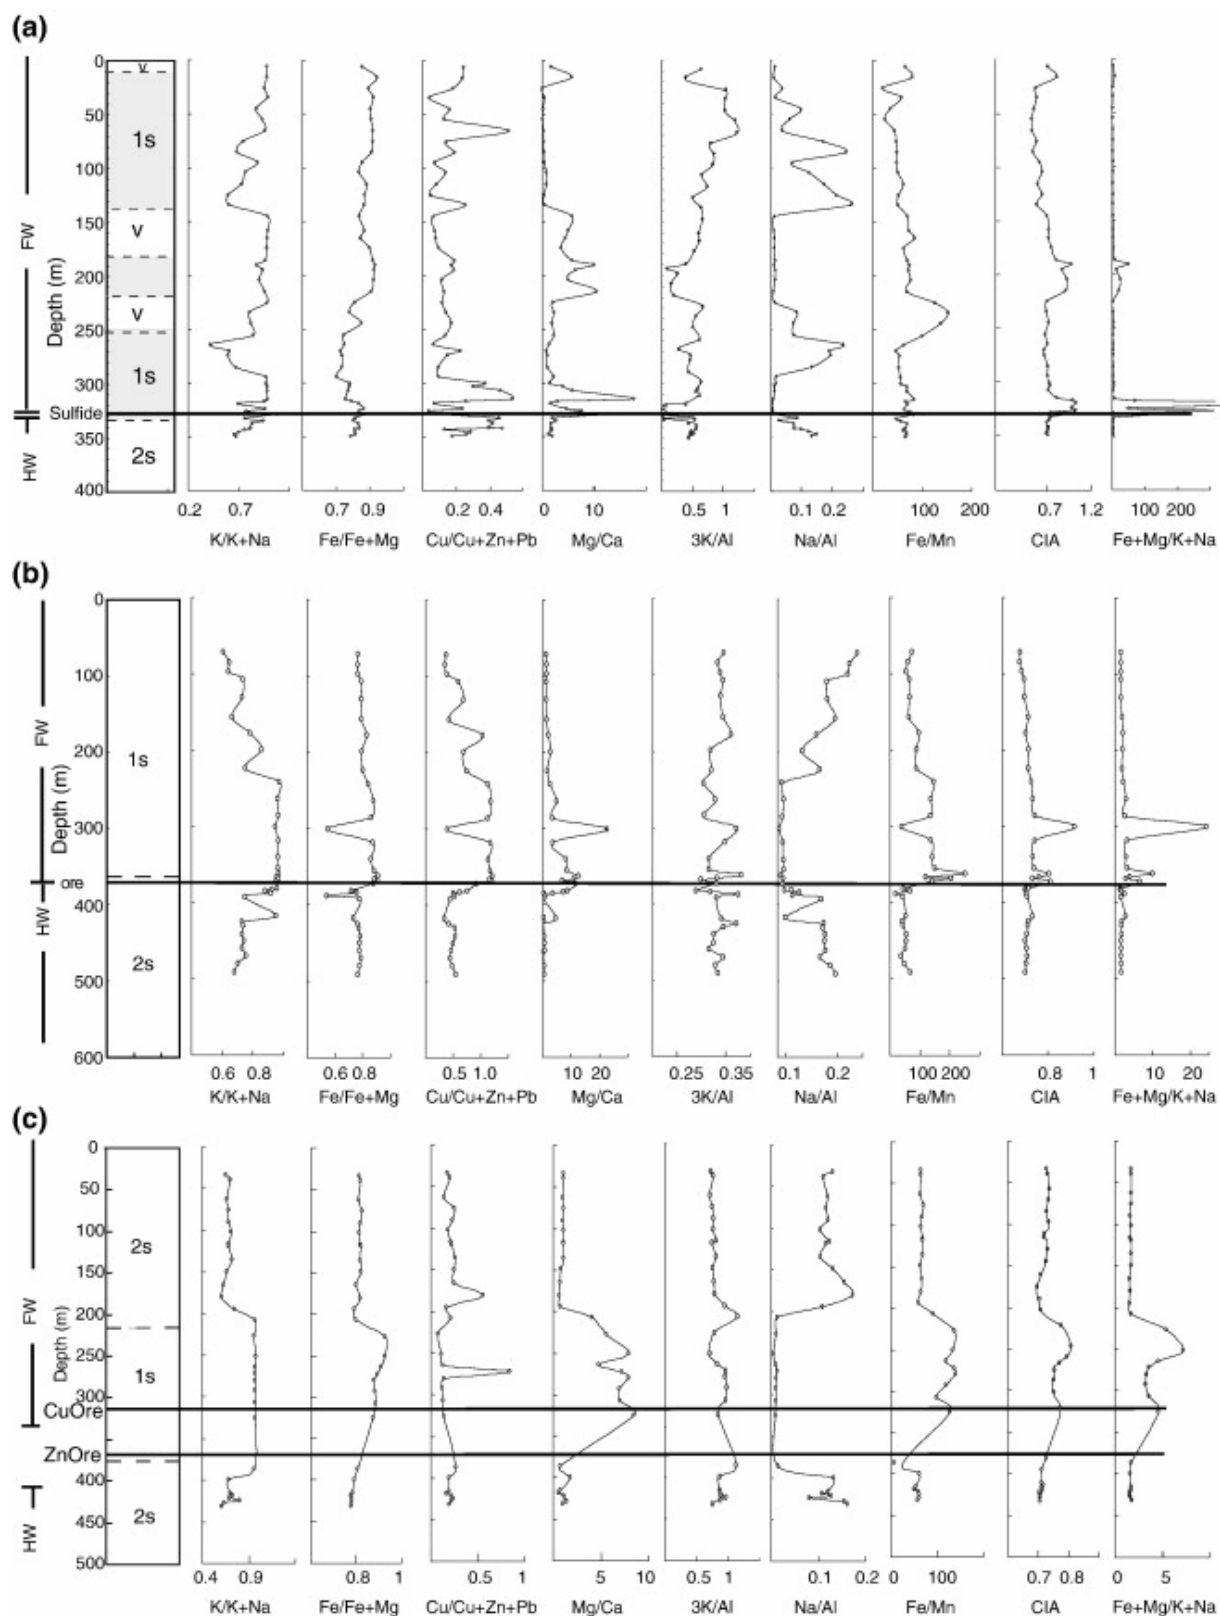 (a)
0
50
100
150
200
250
300
350
400
Depth (m)
FW
HW
Sulfide
v
1s
v
v
1s
2s
0.2 0.7
0.7 0.9
0.2 0.4
0 10
0.5 1
0.1 0.2
0 100 200
0.7 1.2
100 200
K/K+Na Fe/Fe+Mg Cu/Cu+Zn+Pb Mg/Ca 3K/Al Na/Al Fe/Mn CIA Fe+Mg/K+Na
(b)
0
100
200
300
400
500
600
Depth (m)
FW
HW
ore
1s
2s
0.6 0.8
0.6 0.8
0.5 1.0
10 20
0.25 0.35
0.1 0.2
100 200
0.8 1
10 20
K/K+Na Fe/Fe+Mg Cu/Cu+Zn+Pb Mg/Ca 3K/Al Na/Al Fe/Mn CIA Fe+Mg/K+Na
(c)
0
50
100
150
200
250
300
400
500
Depth (m)
FW
HW
CuOre
ZnOre
2s
1s
2s
0.4 0.9
0.8 1
0.5 1
5 10
0.5 1
0.1 0.2
0 100
0.7 0.8
0 5
K/K+Na Fe/Fe+Mg Cu/Cu+Zn+Pb Mg/Ca 3K/Al Na/Al Fe/Mn CIA Fe+Mg/K+Na